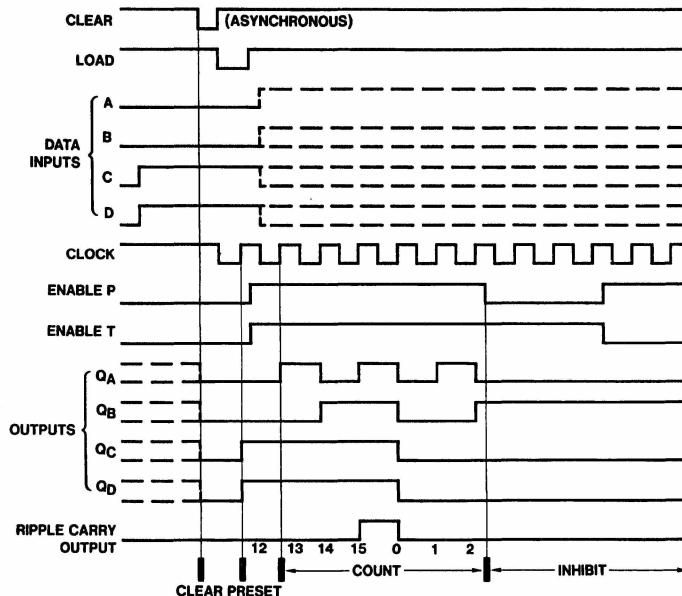 CLEAR (ASYNCHRONOUS)
LOAD
A
B
DATA INPUTS
C
D
CLOCK
ENABLE P
ENABLE T
QA
QB
OUTPUTS
QC
QD
RIPPLE CARRY OUTPUT
12 13 14 15 0 1 2
COUNT INHIBIT
CLEAR PRESET